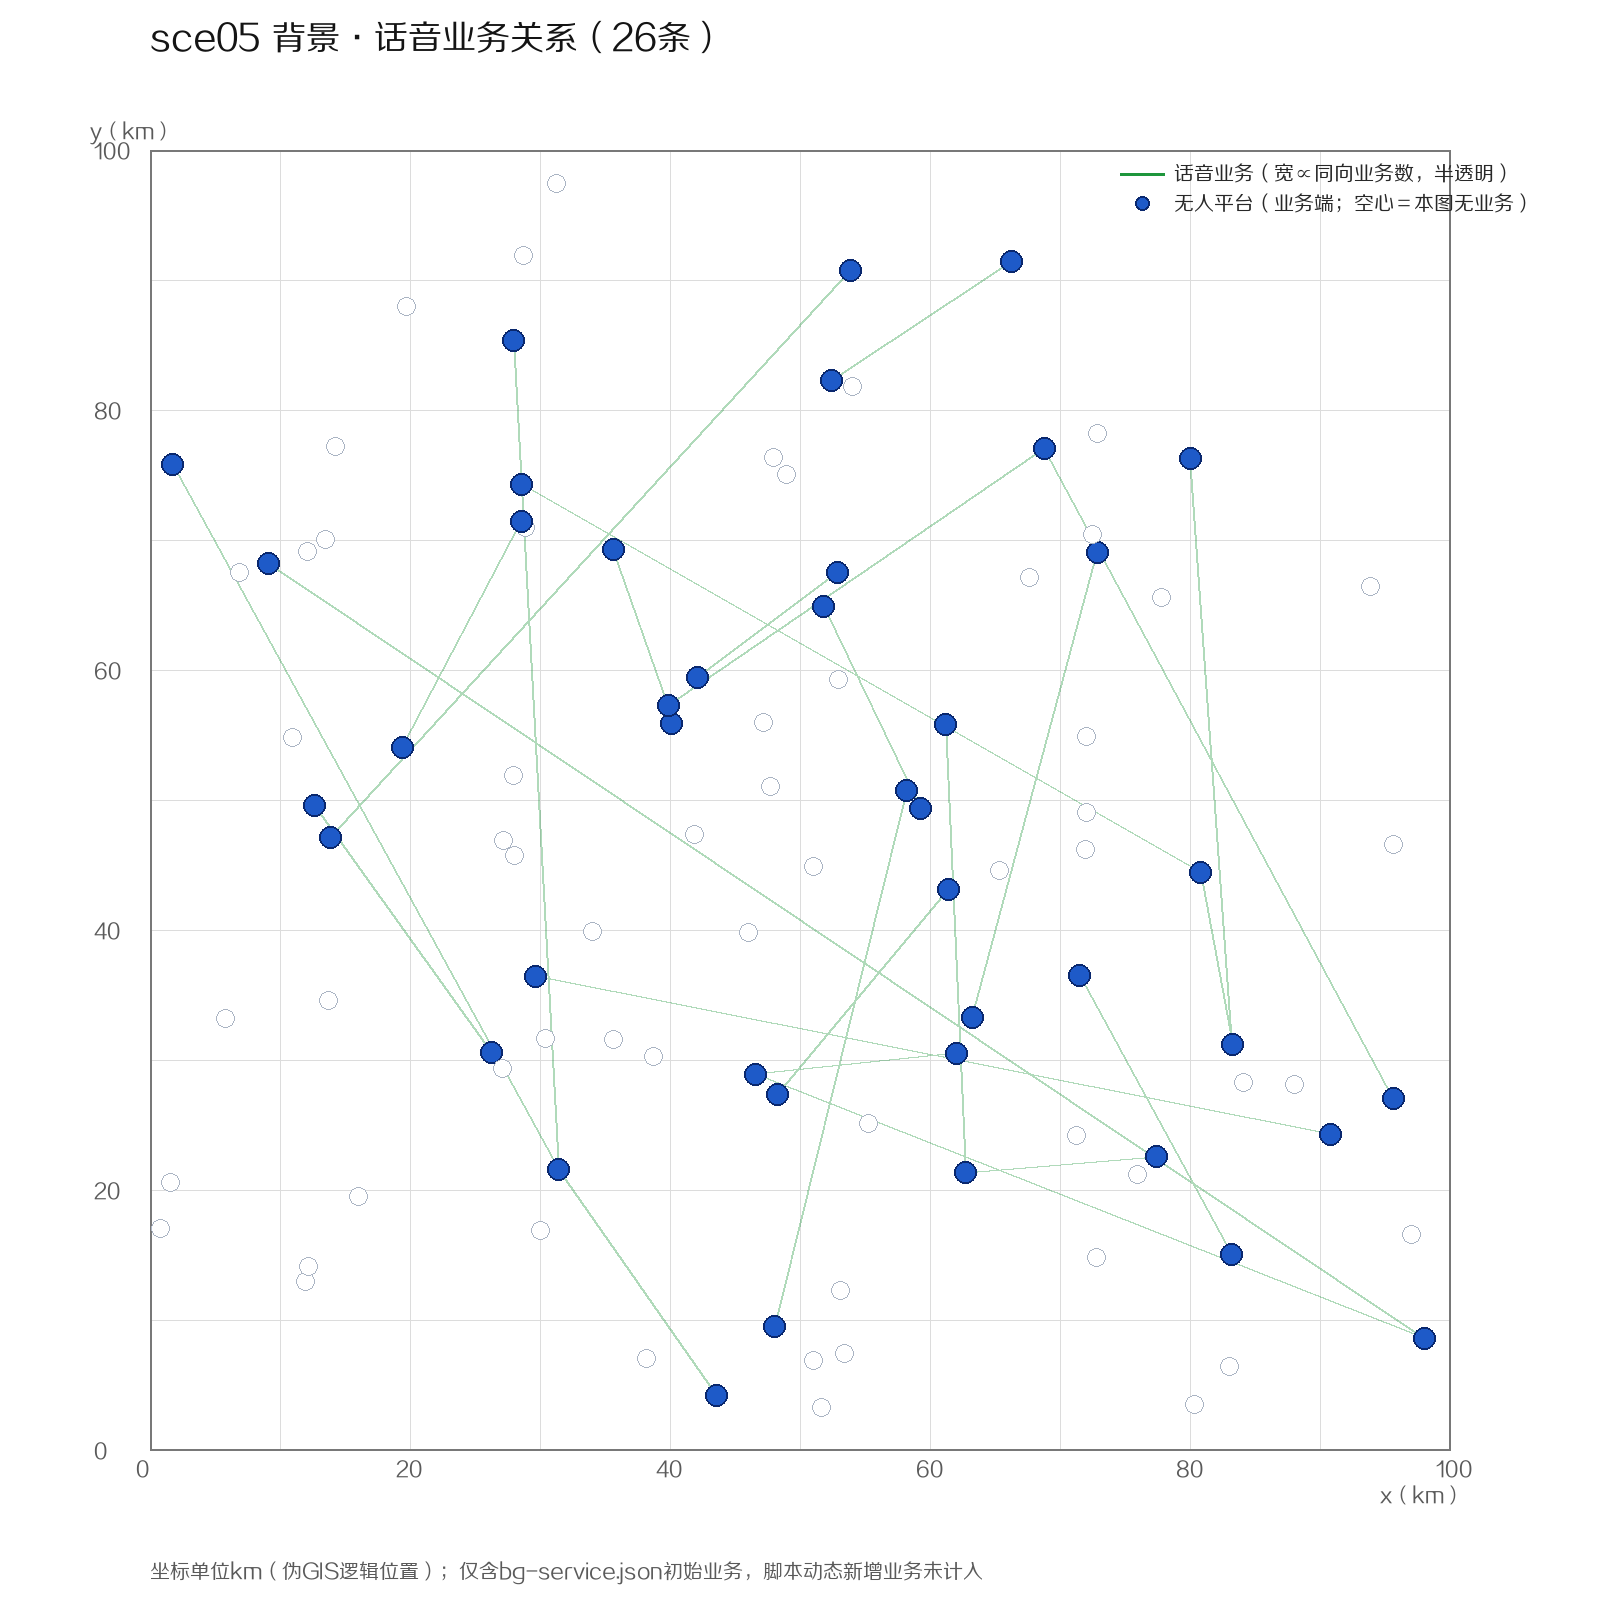 sce05 背景·话音业务关系（26条）
y（km）
100
话音业务（宽∝同向业务数，半透明）
无人平台（业务端；空心＝本图无业务）
80
60
40
20
0
0 20 40 60 80 100
x（km）
坐标单位km（伪GIS逻辑位置）；仅含bg-service.json初始业务，脚本动态新增业务未计入